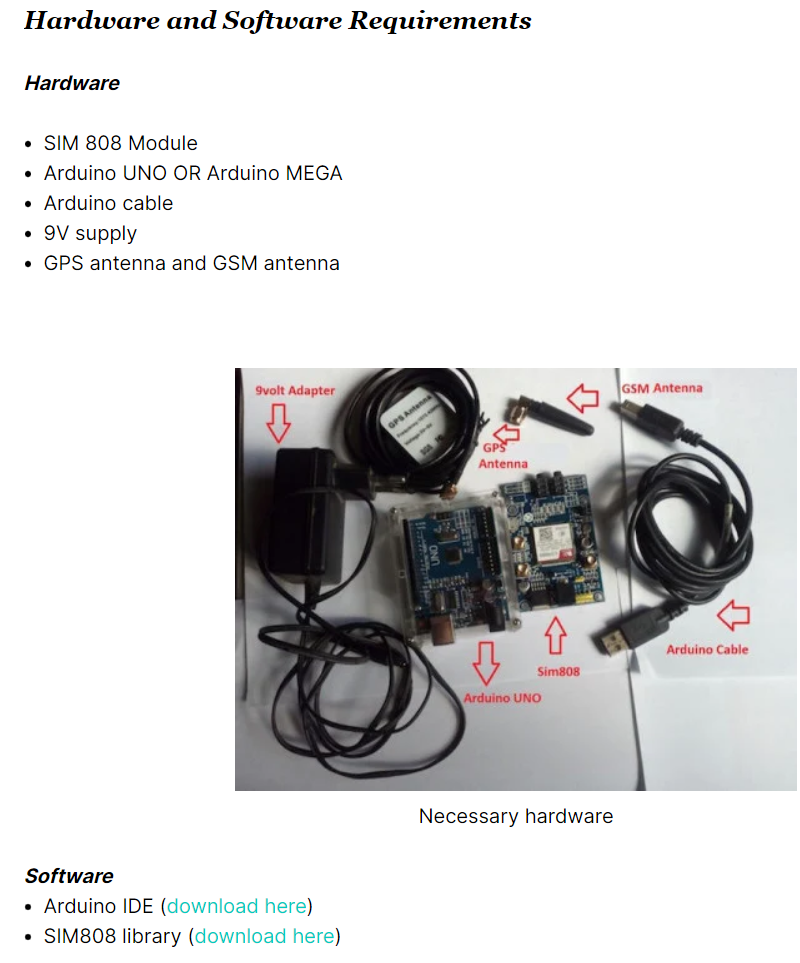 Hardware and Software Requirements
Hardware
• SIM 808 Module
• Arduino UNO OR Arduino MEGA
• Arduino cable
• 9V supply
• GPS antenna and GSM antenna
9volt Adapter
GSM Antenna
GPS Antenna
GPS
Antenna
UNO
Sim808
Arduino Cable
Arduino UNO
Necessary hardware
Software
• Arduino IDE (download here)
• SIM808 library (download here)